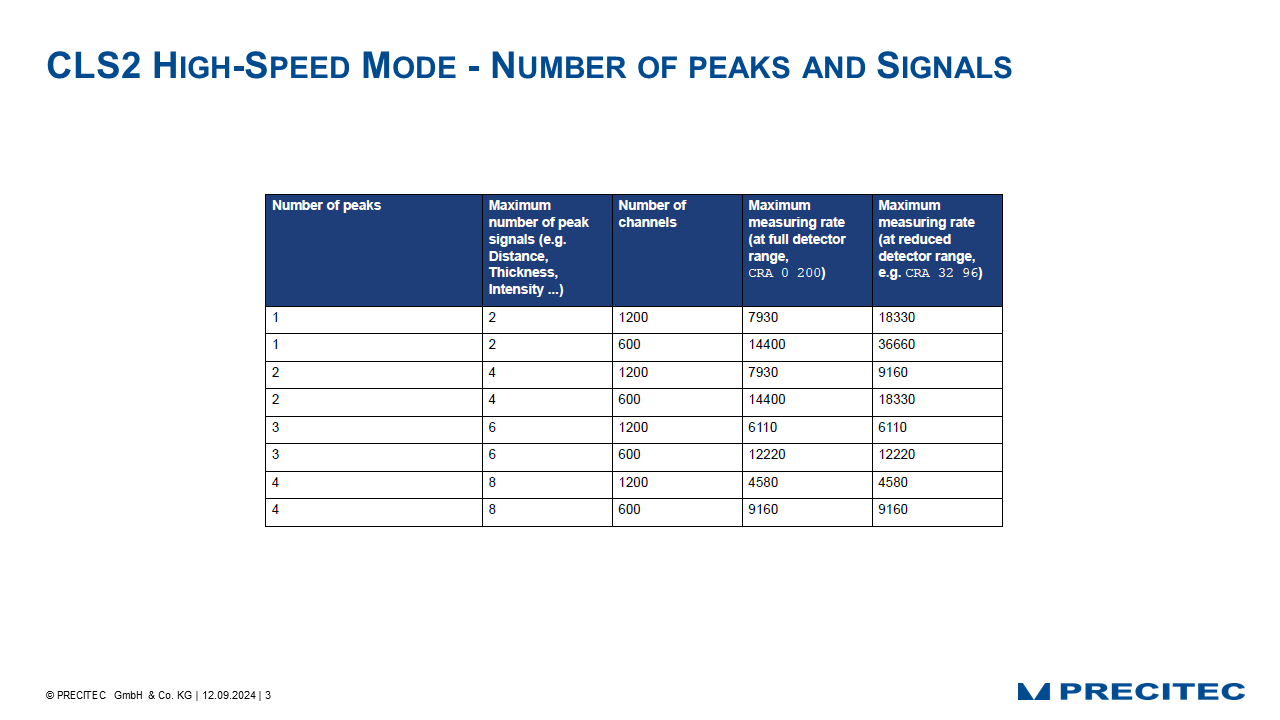 CLS2 HIGH-SPEED MODE - NUMBER OF PEAKS AND SIGNALS
Number of peaks
Maximum
number of peak
signals (e.g.
Distance,
Thickness,
Intensity ...)
Number of
channels
Maximum
measuring rate
(at full detector
range,
CRA 0 200)
Maximum
measuring rate
(at reduced
detector range,
e.g. CRA 32 96)
1 2 1200 7930 18330
1 2 600 14400 36660
2 4 1200 7930 9160
2 4 600 14400 18330
3 6 1200 6110 6110
3 6 600 12220 12220
4 8 1200 4580 4580
4 8 600 9160 9160
© PRECITEC GmbH & Co. KG | 12.09.2024 | 3
PRECITEC